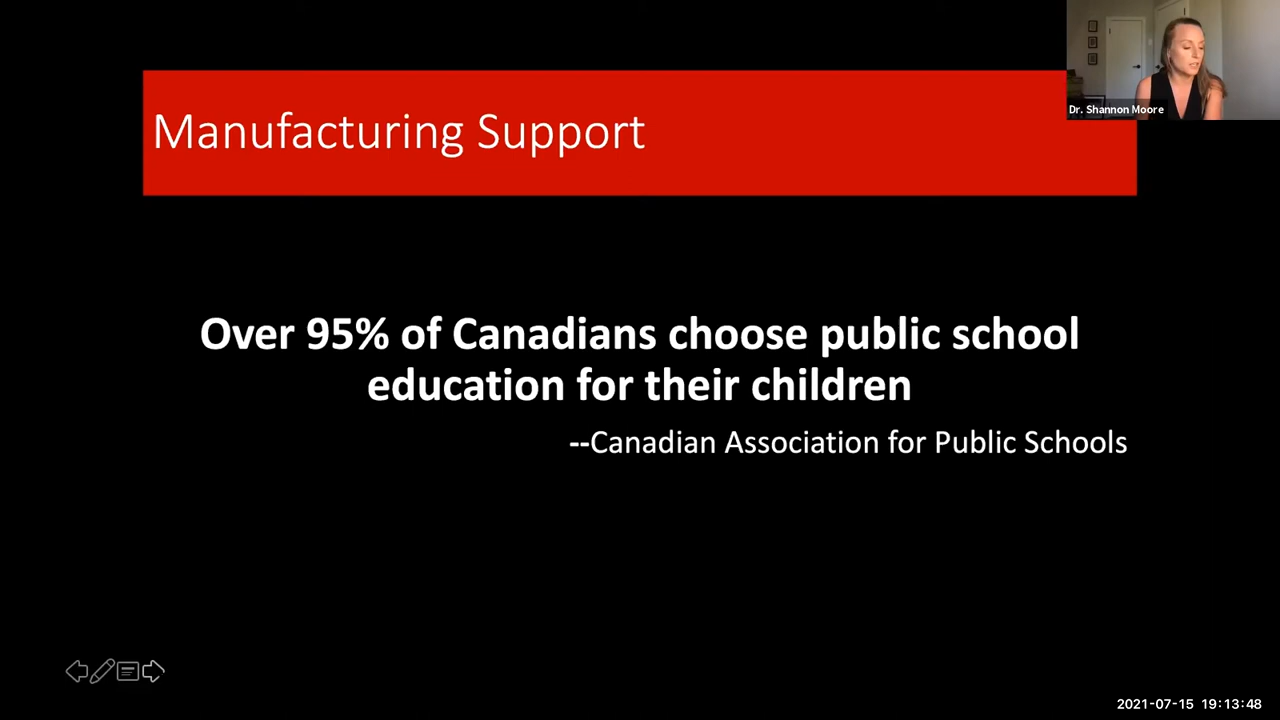 Dr. Shannon Moore
Manufacturing Support
Over 95% of Canadians choose public school
education for their children
--Canadian Association for Public Schools
2021-07-15 19:13:48